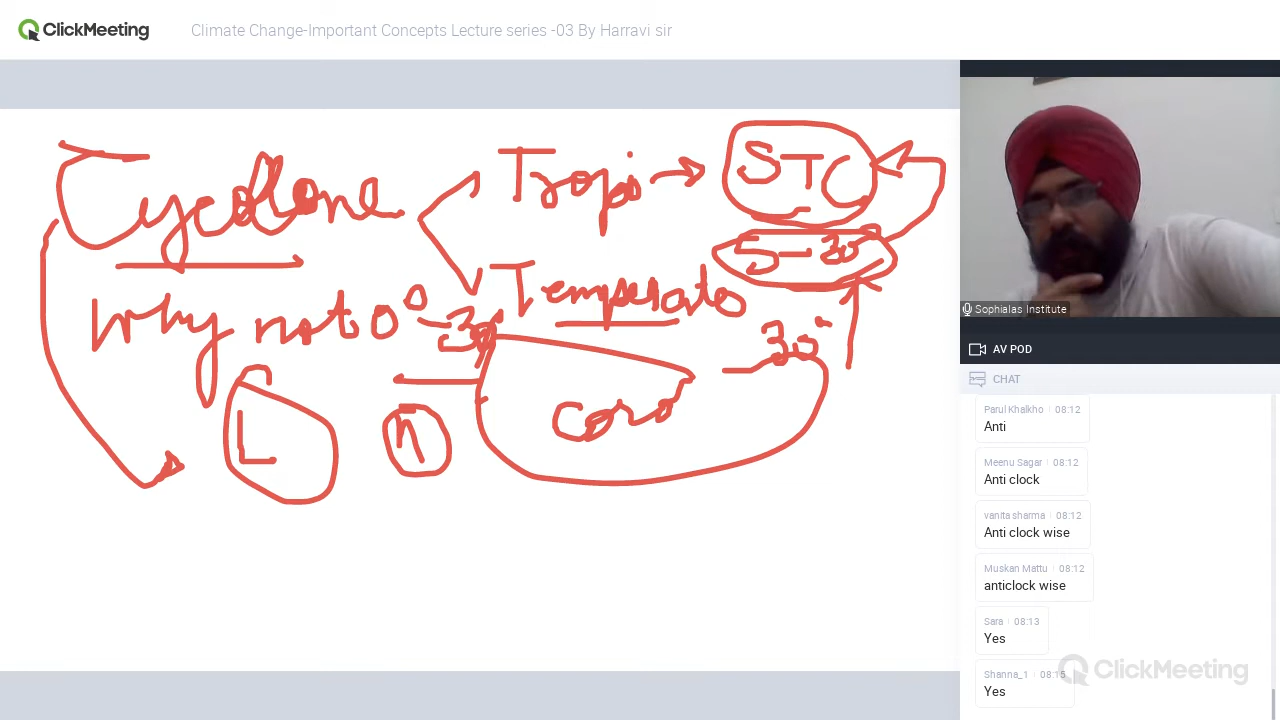 ClickMeeting
Climate Change-Important Concepts Lecture series -03 By Harravi sir
Cyclone
Tropi
STC
5-30
Temperate
Why not 0° - 30°
30°
L
coro
Sophialas Institute
AV POD
CHAT
Parul Khalkho 08:12
Anti
Meenu Sagar 08:12
Anti clock
vanita sharma 08:12
Anti clock wise
Muskan Mattu 08:12
anticlock wise
Sara 08:13
Yes
Shanna_1 08:15
Yes
ClickMeeting